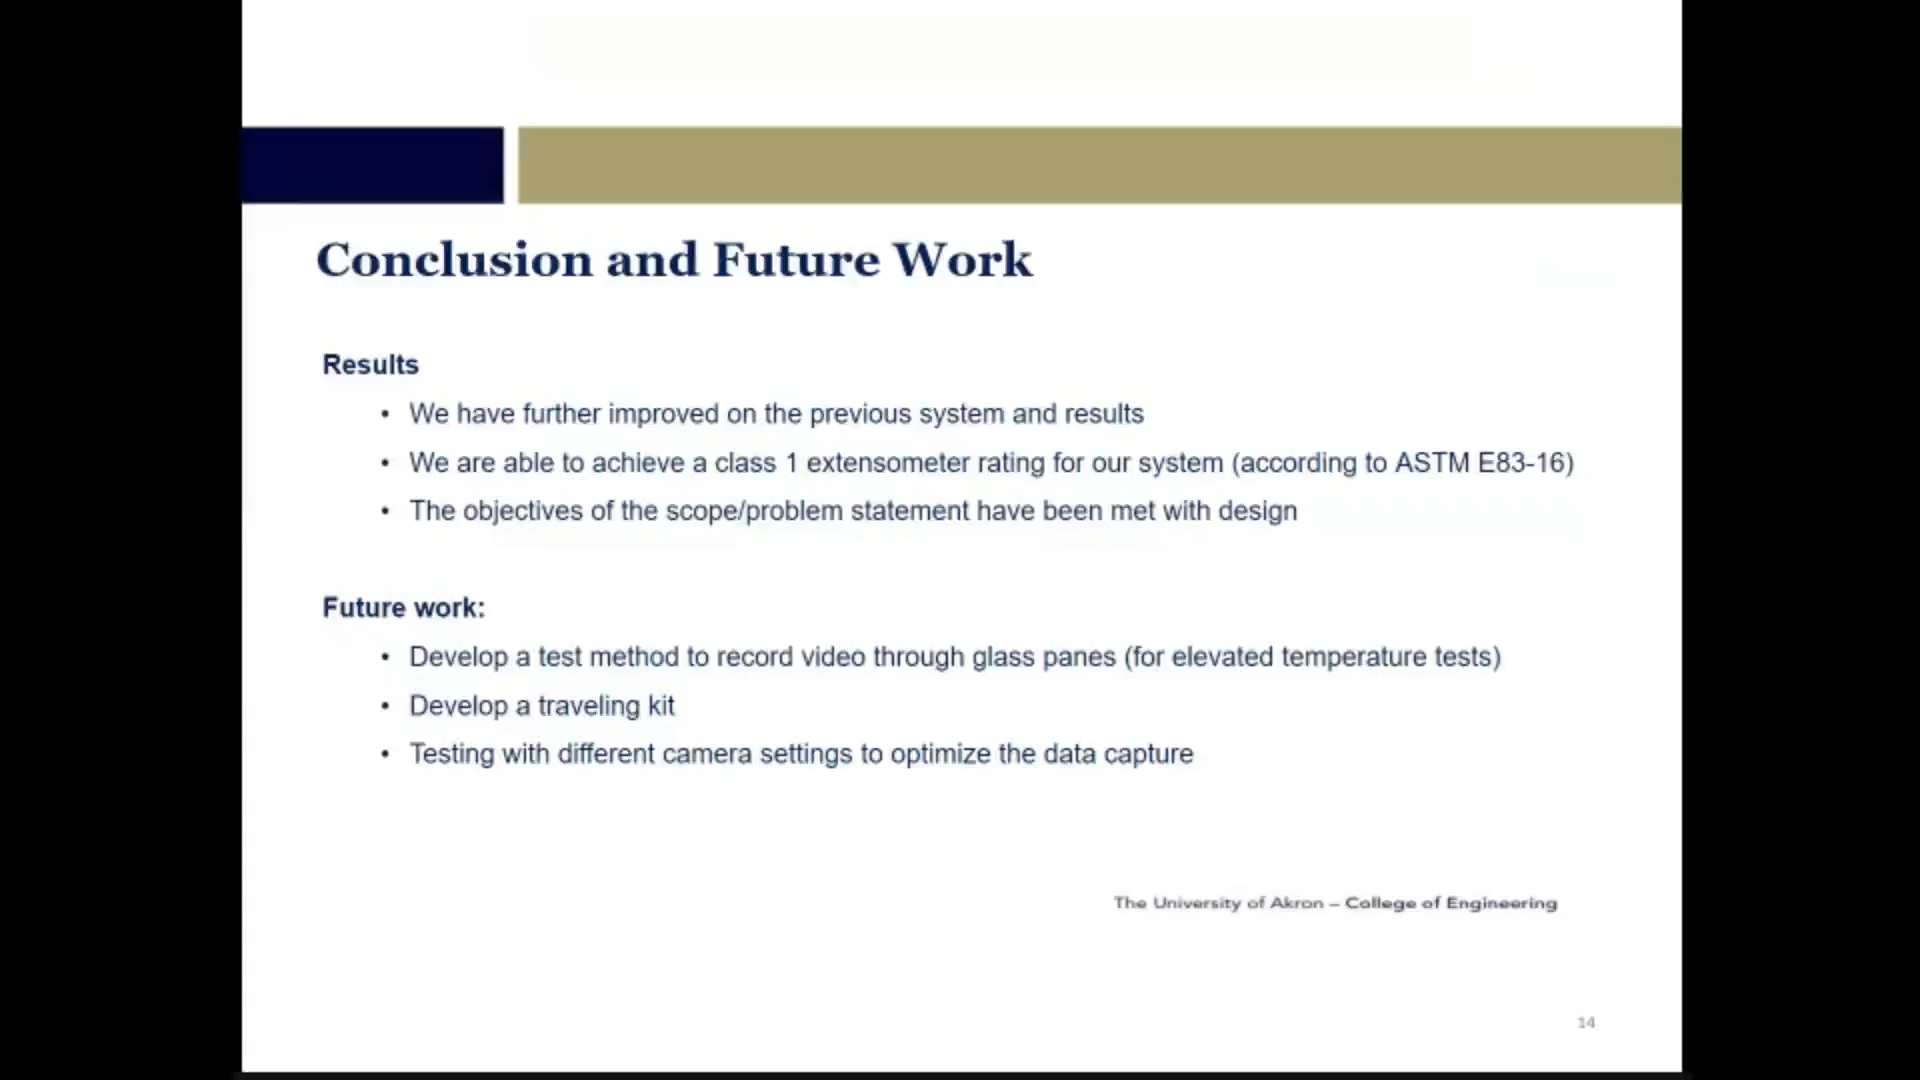 Conclusion and Future Work
Results
• We have further improved on the previous system and results
• We are able to achieve a class 1 extensometer rating for our system (according to ASTM E83-16)
• The objectives of the scope/problem statement have been met with design
Future work:
• Develop a test method to record video through glass panes (for elevated temperature tests)
• Develop a traveling kit
• Testing with different camera settings to optimize the data capture
The University of Akron – College of Engineering
14